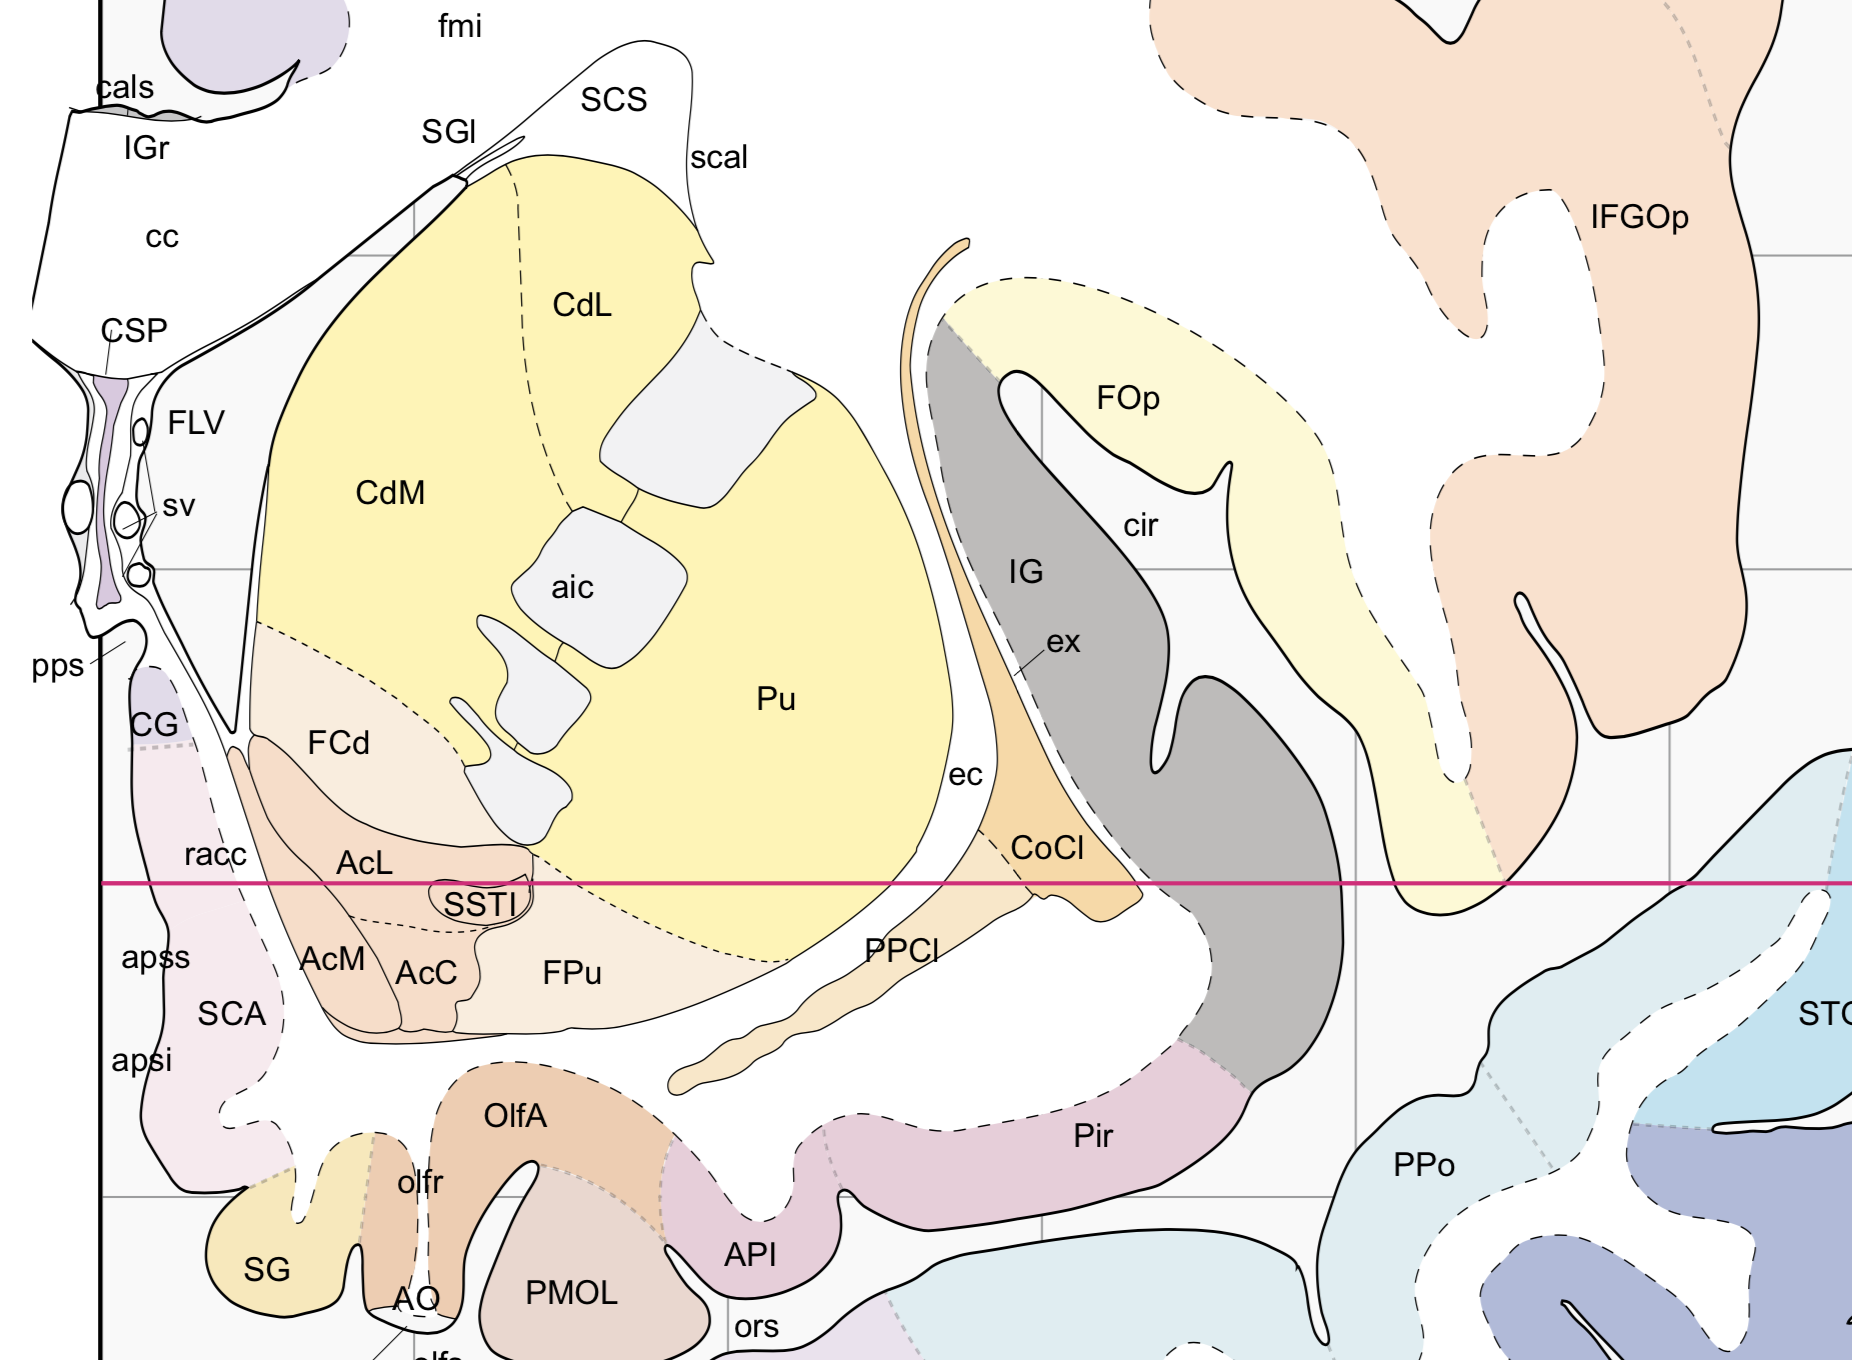 fmi
cals
SCS
SGl
IGr
scal
IFGOp
cc
CdL
CSP
FOp
FLV
CdM
sv
cir
IG
aic
ex
pps
Pu
CG
FCd
ec
CoCl
racc
AcL
SSTI
PPCl
apss
AcM
AcC
FPu
SCA
STG
apsi
OlfA
Pir
PPo
olfr
API
SG
PMOL
AO
ors